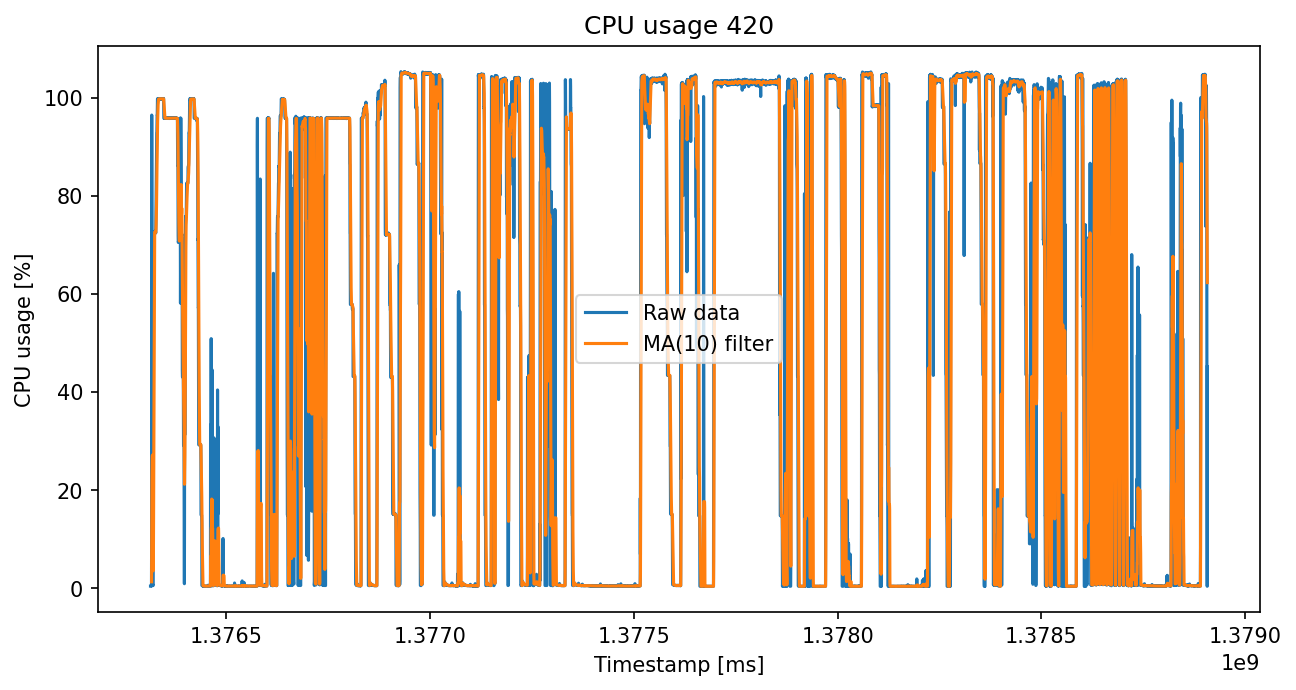 CPU usage 420
CPU usage [%]
100
80
60
40
20
0
Raw data
MA(10) filter
1.3765 1.3770 1.3775 1.3780 1.3785 1.3790
1e9
Timestamp [ms]